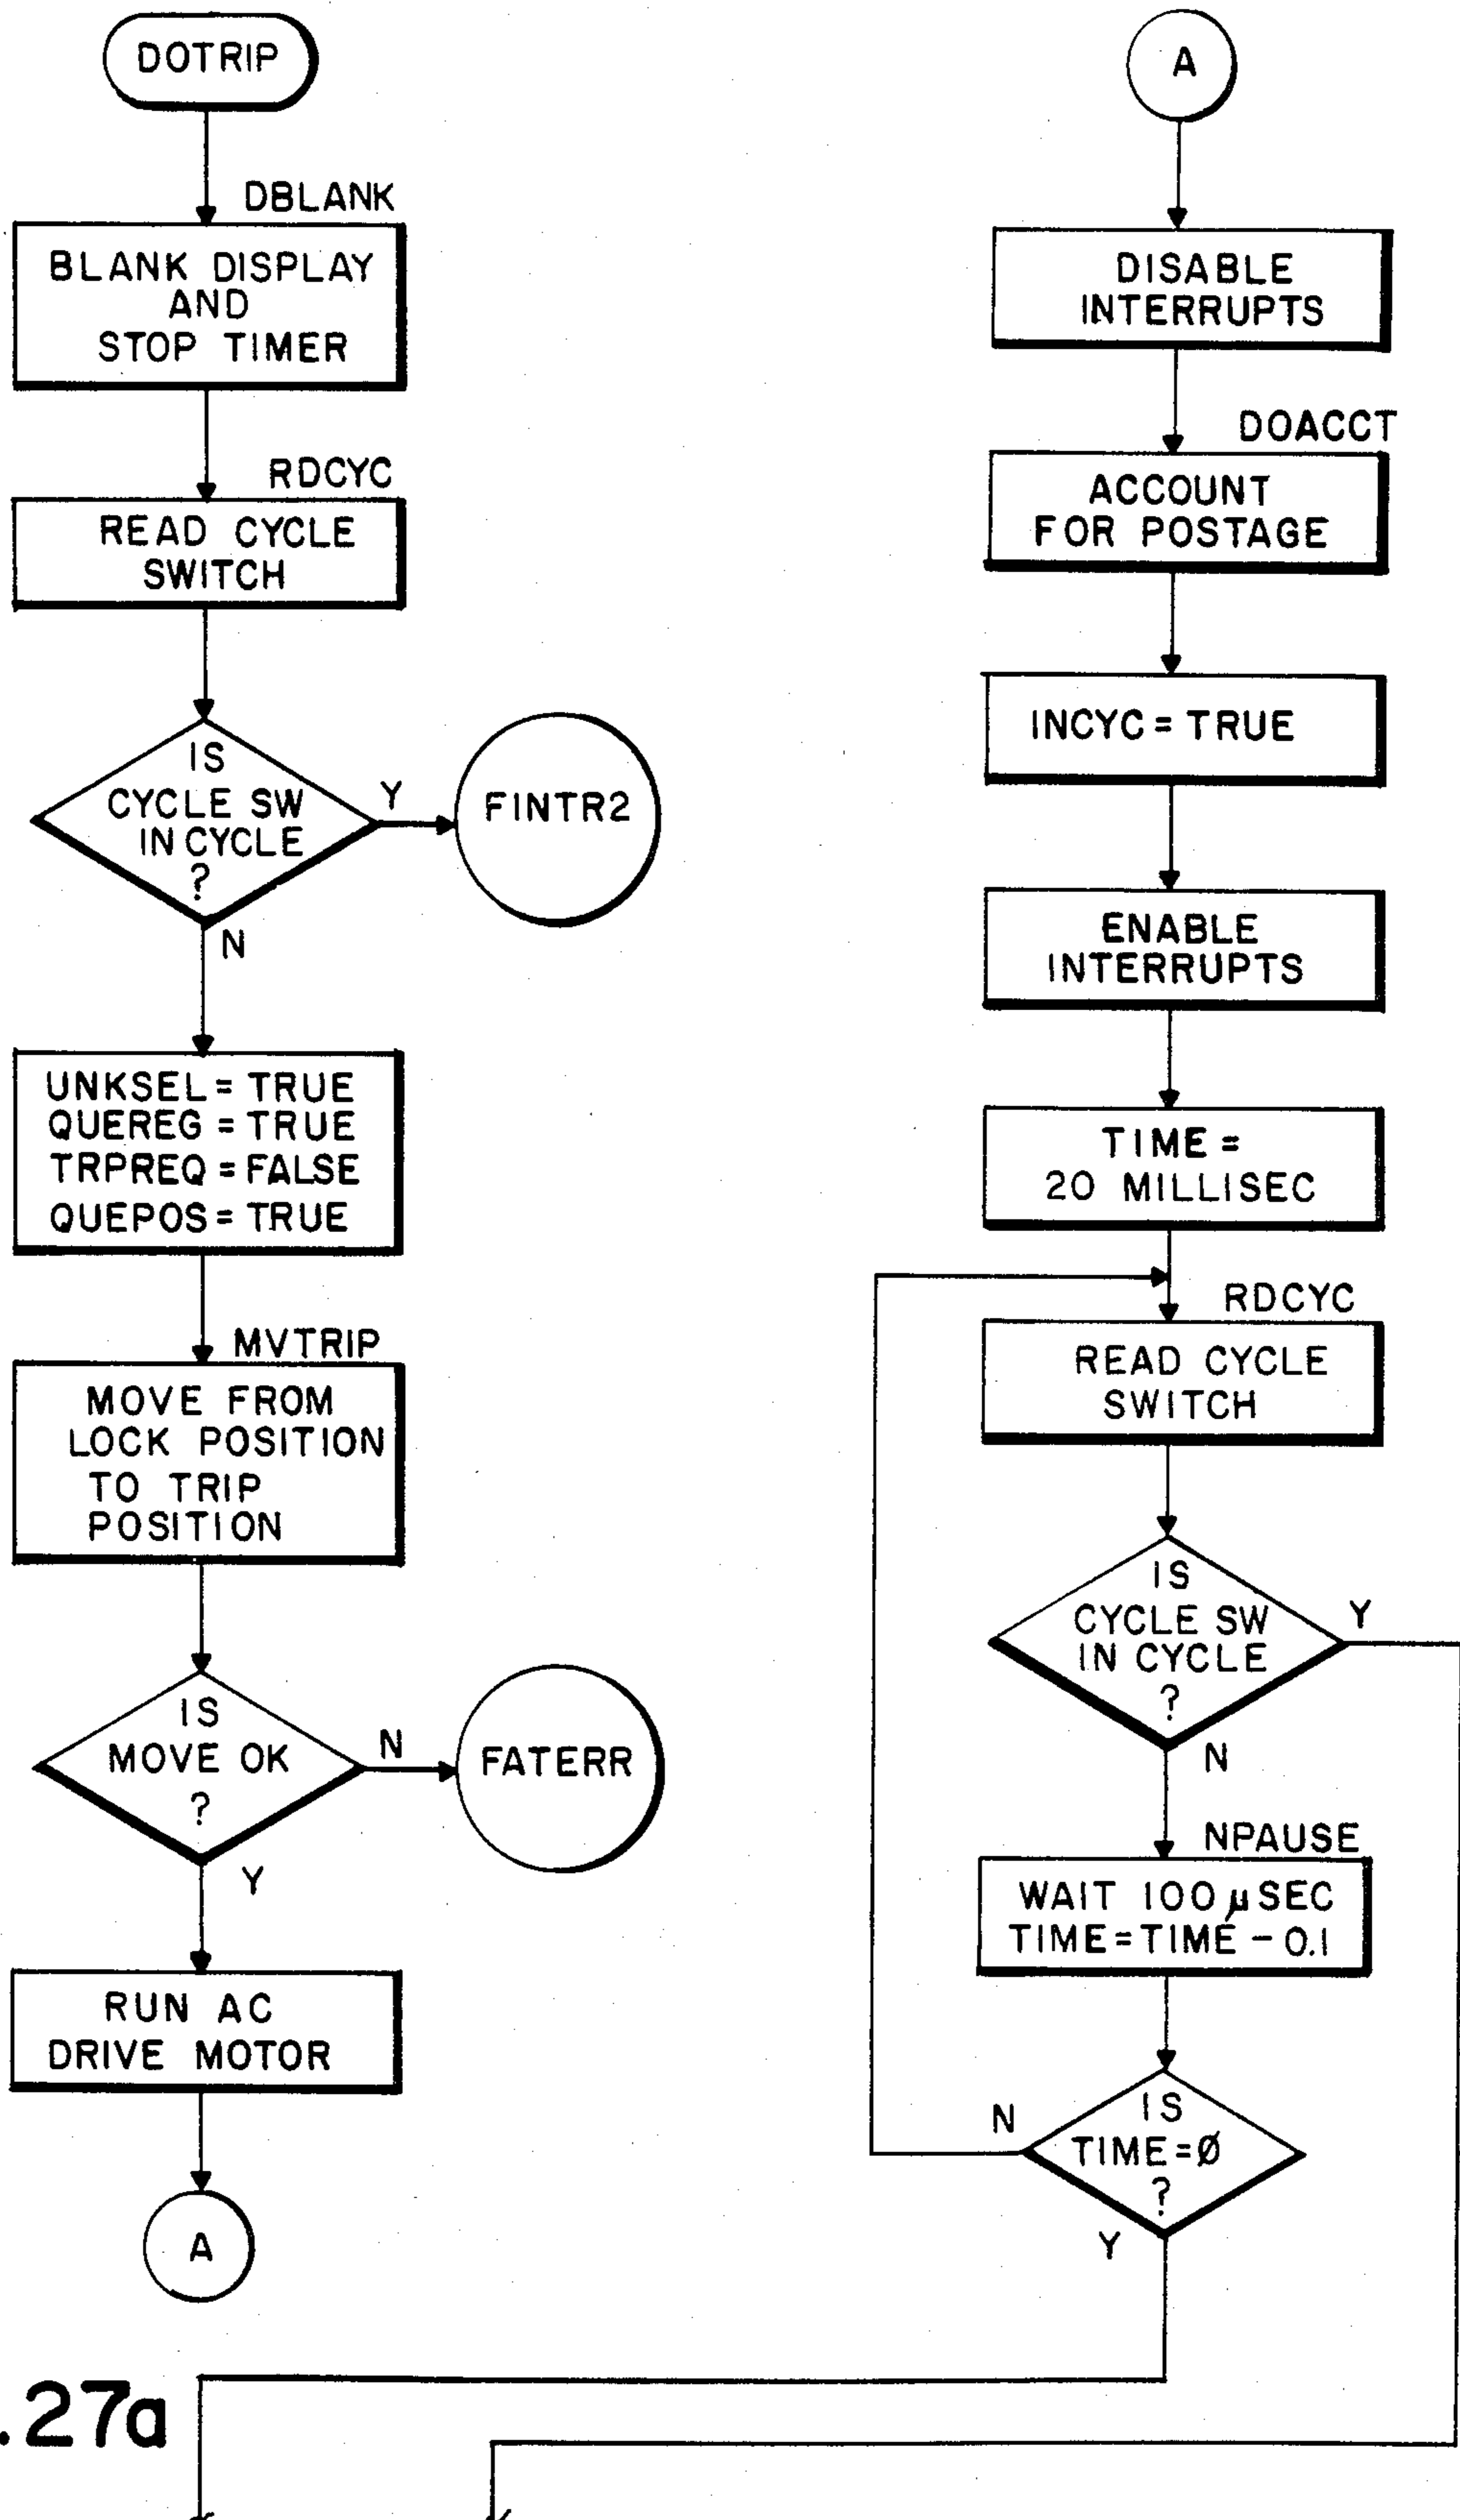 DOTRIP
DBLANK
BLANK DISPLAY
AND
STOP TIMER
RDCYC
READ CYCLE
SWITCH
IS
CYCLE SW
IN CYCLE
?
Y
FINTR2
N
UNKSEL = TRUE
QUEREG = TRUE
TRPREQ = FALSE
QUEPOS = TRUE
MVTRIP
MOVE FROM
LOCK POSITION
TO TRIP
POSITION
IS
MOVE OK
?
N
FATERR
Y
RUN AC
DRIVE MOTOR
A
A
DISABLE
INTERRUPTS
DOACCT
ACCOUNT
FOR POSTAGE
INCYC = TRUE
ENABLE
INTERRUPTS
TIME =
20 MILLISEC
RDCYC
READ CYCLE
SWITCH
IS
CYCLE SW
IN CYCLE
?
Y
N
NPAUSE
WAIT 100 µSEC
TIME = TIME - 0.1
IS
TIME = Ø
?
N
Y
.27a